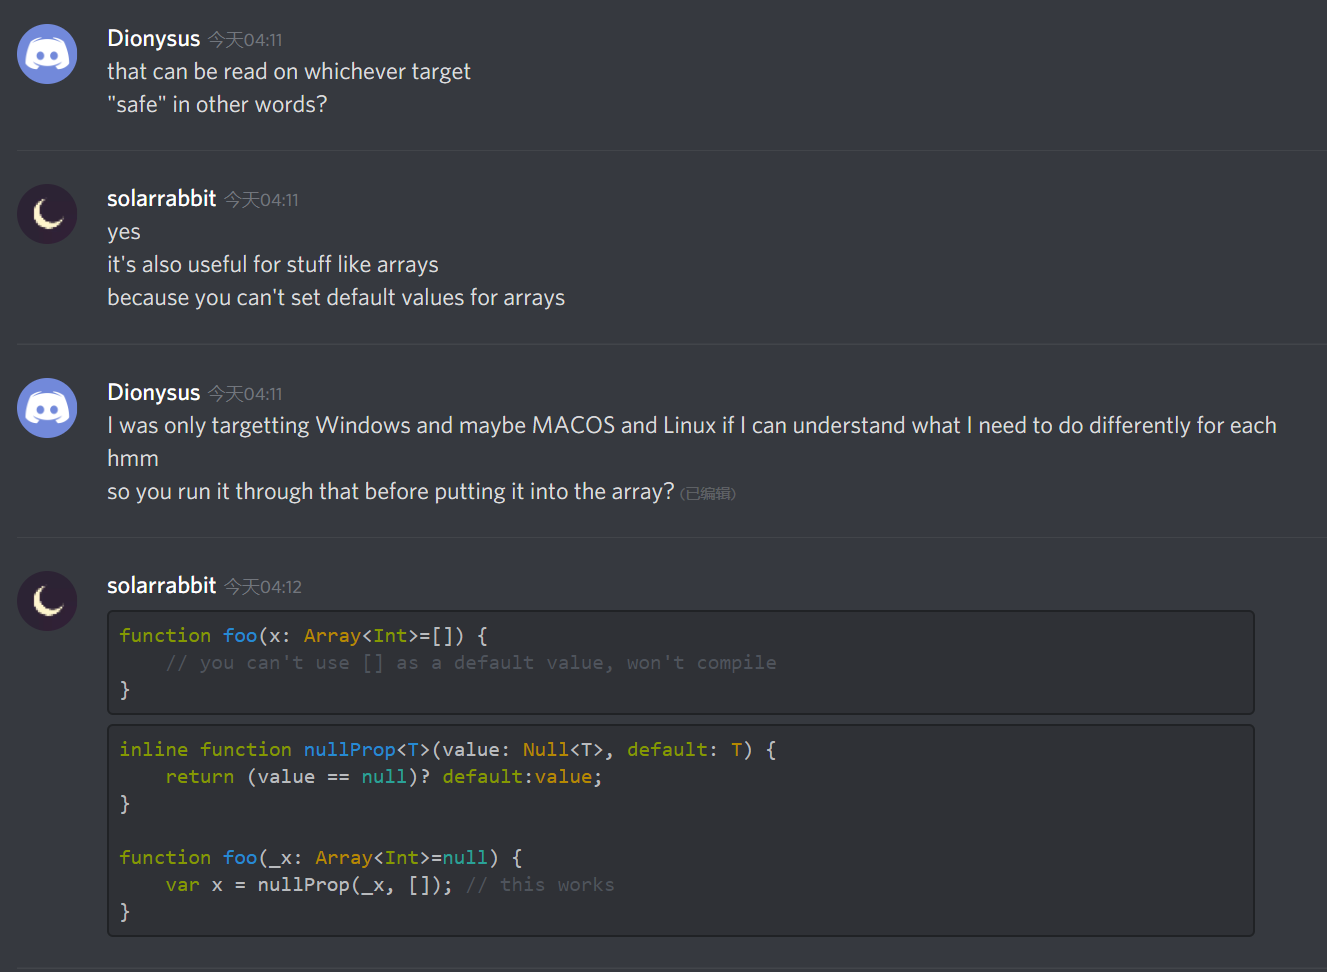 Dionysus 今天04:11
that can be read on whichever target
"safe" in other words?
solarrabbit 今天04:11
yes
it's also useful for stuff like arrays
because you can't set default values for arrays
Dionysus 今天04:11
I was only targetting Windows and maybe MACOS and Linux if I can understand what I need to do differently for each
hmm
so you run it through that before putting it into the array? (已编辑)
solarrabbit 今天04:12
function foo(x: Array<Int>=[]) {
    // you can't use [] as a default value, won't compile
}
inline function nullProp<T>(value: Null<T>, default: T) {
    return (value == null)? default:value;
}
function foo(_x: Array<Int>=null) {
    var x = nullProp(_x, []); // this works
}